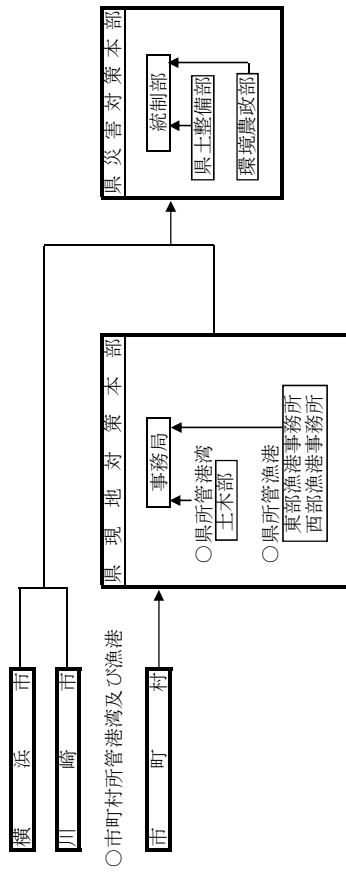 横浜市
川崎市
○市町村所管港湾及び漁港
市町村
県現地対策本部
事務局
○県所管港湾
土木部
○県所管漁港
東部漁港事務所
西部漁港事務所
県災害対策本部
統制部
県土整備部
環境農政部